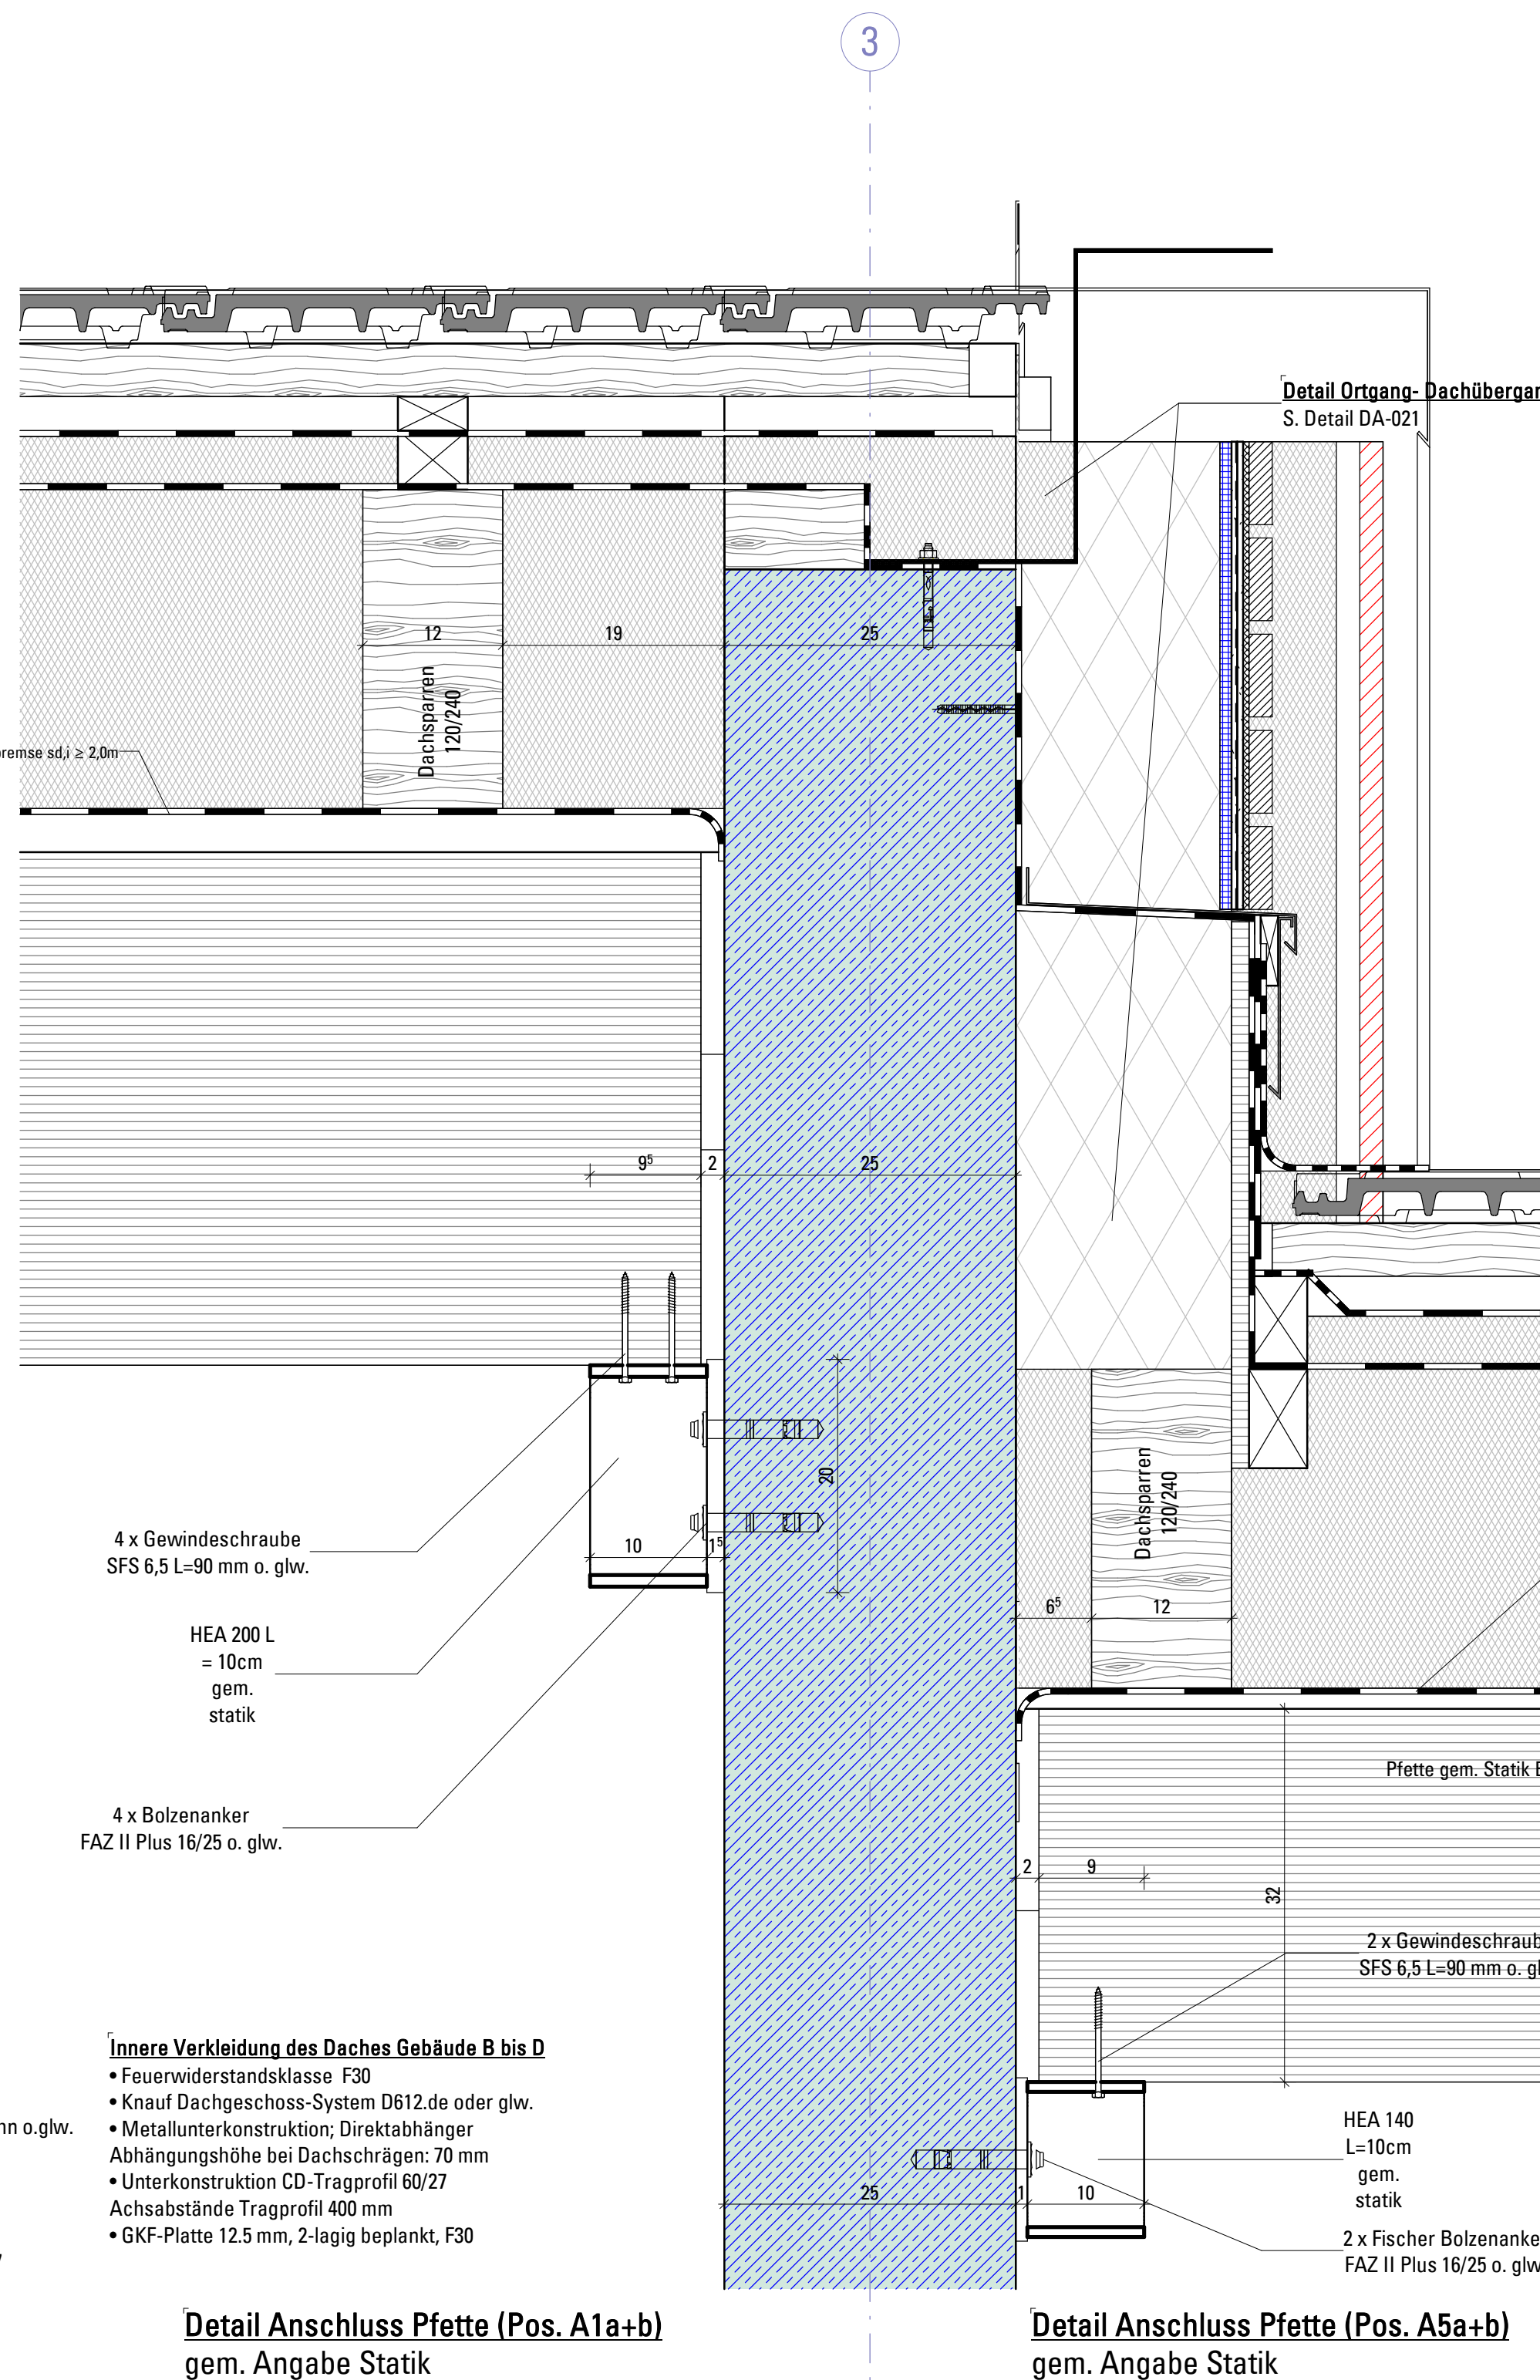 3
Detail Ortgang- Dachübergan
S. Detail DA-021
12
19
25
Dachsparren
120/240
remse sd,i ≥ 2,0m
9⁵
2
25
20
10
1⁵
4 x Gewindeschraube
SFS 6,5 L=90 mm o. glw.
HEA 200 L
= 10cm
gem.
statik
4 x Bolzenanker
FAZ II Plus 16/25 o. glw.
Dachsparren
120/240
6⁵
12
Pfette gem. Statik
2
9
32
2 x Gewindeschraub
SFS 6,5 L=90 mm o. gl
Innere Verkleidung des Daches Gebäude B bis D
• Feuerwiderstandsklasse F30
• Knauf Dachgeschoss-System D612.de oder glw.
nn o.glw.
• Metallunterkonstruktion; Direktabhänger
Abhängungshöhe bei Dachschrägen: 70 mm
• Unterkonstruktion CD-Tragprofil 60/27
Achsabstände Tragprofil 400 mm
• GKF-Platte 12.5 mm, 2-lagig beplankt, F30
25
1
10
HEA 140
L=10cm
gem.
statik
2 x Fischer Bolzenanke
FAZ II Plus 16/25 o. glw
Detail Anschluss Pfette (Pos. A1a+b)
gem. Angabe Statik
Detail Anschluss Pfette (Pos. A5a+b)
gem. Angabe Statik